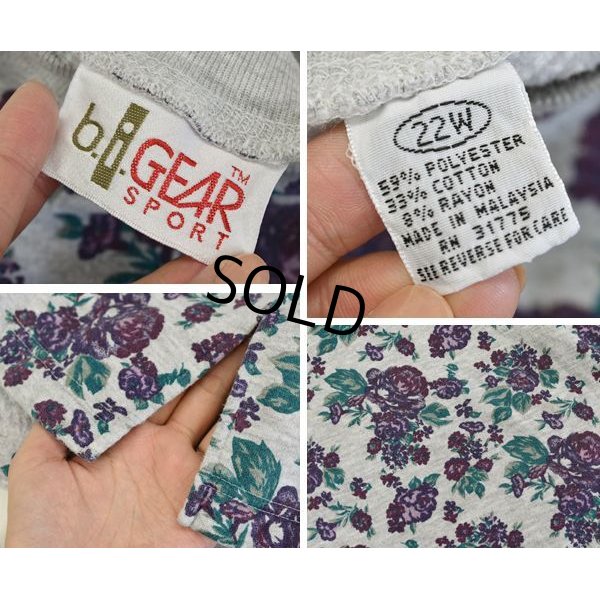 b.i. GEAR™
SPORT
22W
59% POLYESTER
33% COTTON
8% RAYON
MADE IN MALAYSIA
RN 31775
SEE REVERSE FOR CARE
SOLD